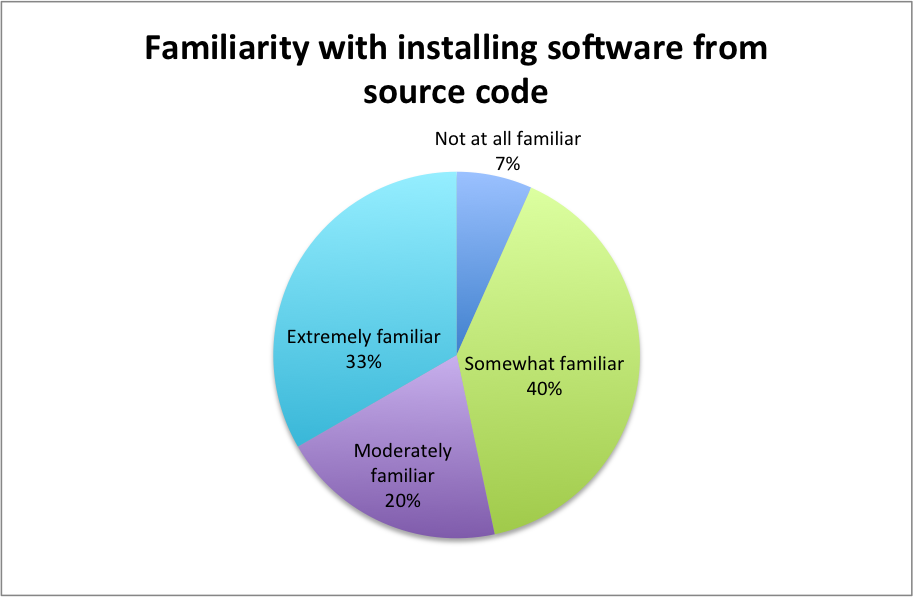 Familiarity with installing software from
source code
Not at all familiar
7%
Somewhat familiar
40%
Moderately
familiar
20%
Extremely familiar
33%